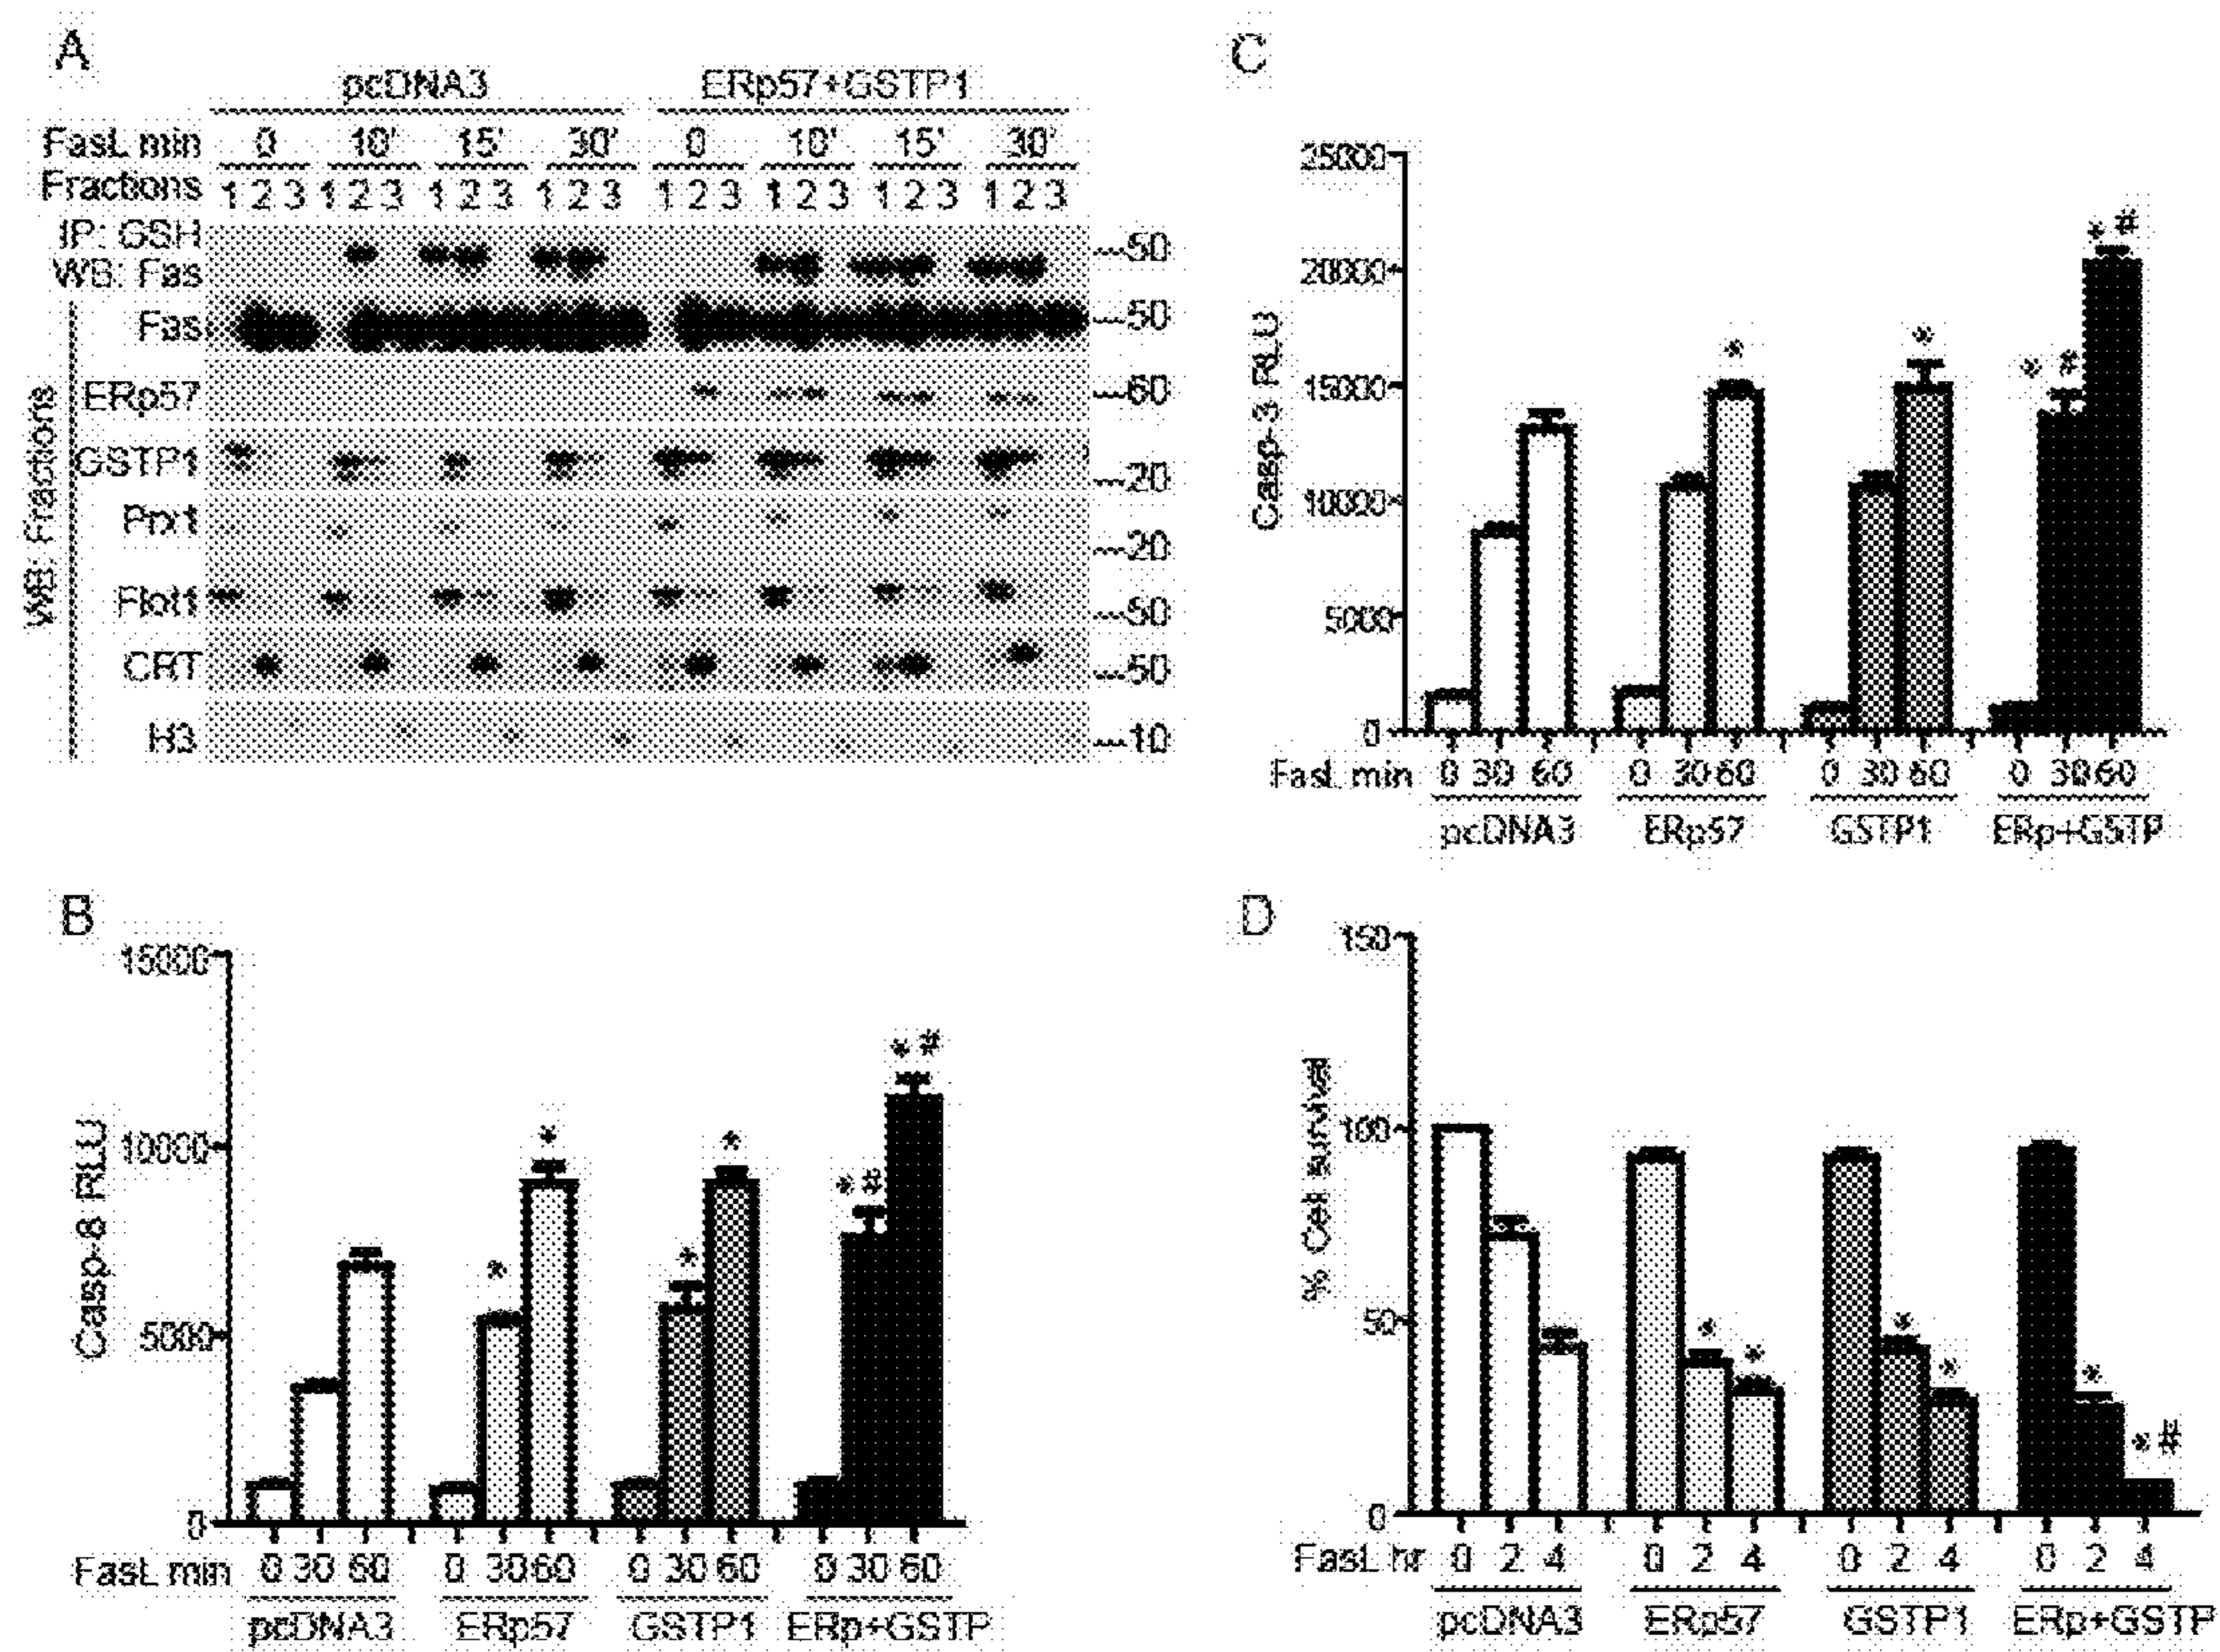 A
pcDNA3 ERp57+GSTP1
FasL min 0 10' 15' 30' 0 10' 15' 30'
Fractions 1 2 3 1 2 3 1 2 3 1 2 3 1 2 3 1 2 3 1 2 3 1 2 3
IP: GSH
WB: Fas
50
WB: Fractions
Fas 50
ERp57 60
GSTP1 20
Prx1 20
Flot1 50
CRT 50
H3 10
B
Casp-8 RLU
15000
10000
5000
0
* * * * * # * #
FasL min 0 30 60 0 30 60 0 30 60 0 30 60
pcDNA3 ERp57 GSTP1 ERp+GSTP
C
Casp-3 RLU
25000
20000
15000
10000
5000
0
* * * # * #
FasL min 0 30 60 0 30 60 0 30 60 0 30 60
pcDNA3 ERp57 GSTP1 ERp+GSTP
D
% Cell survival
150
100
50
0
* * * * * * #
FasL hr 0 2 4 0 2 4 0 2 4 0 2 4
pcDNA3 ERp57 GSTP1 ERp+GSTP